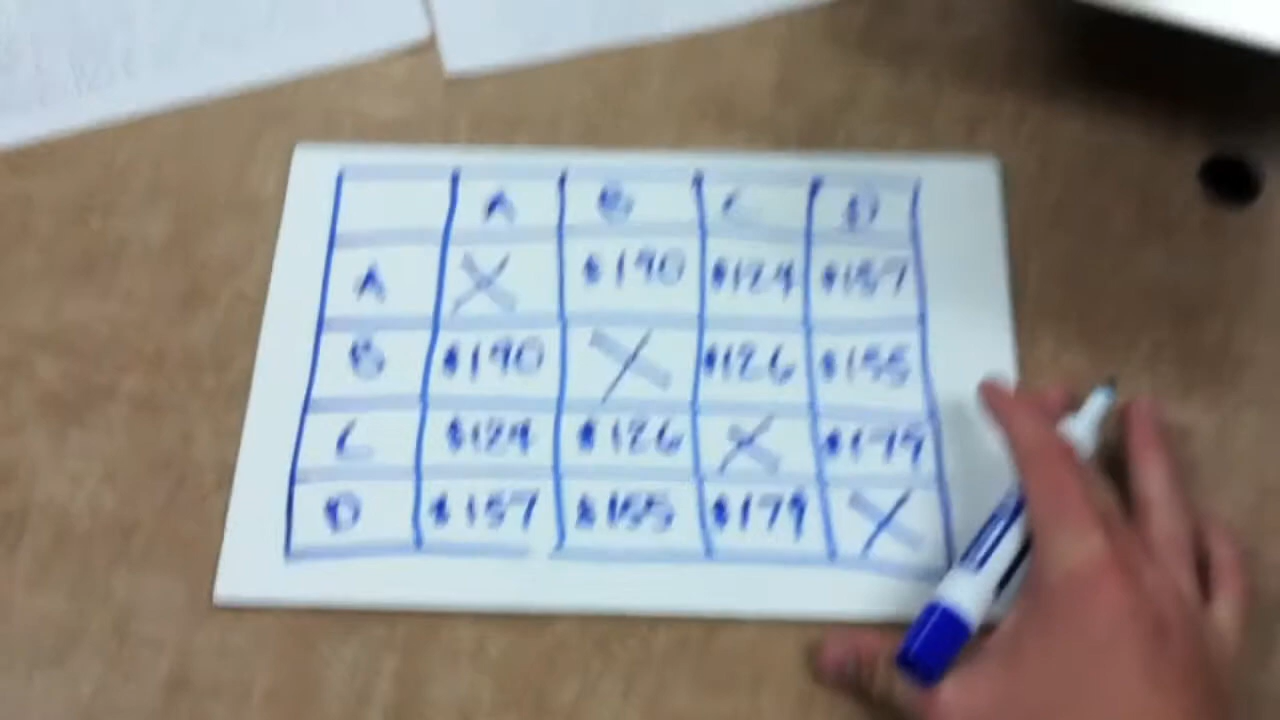 A B C D
A X $190 $124 $157
B $190 X $126 $155
C $124 $126 X $179
D $157 $155 $179 X